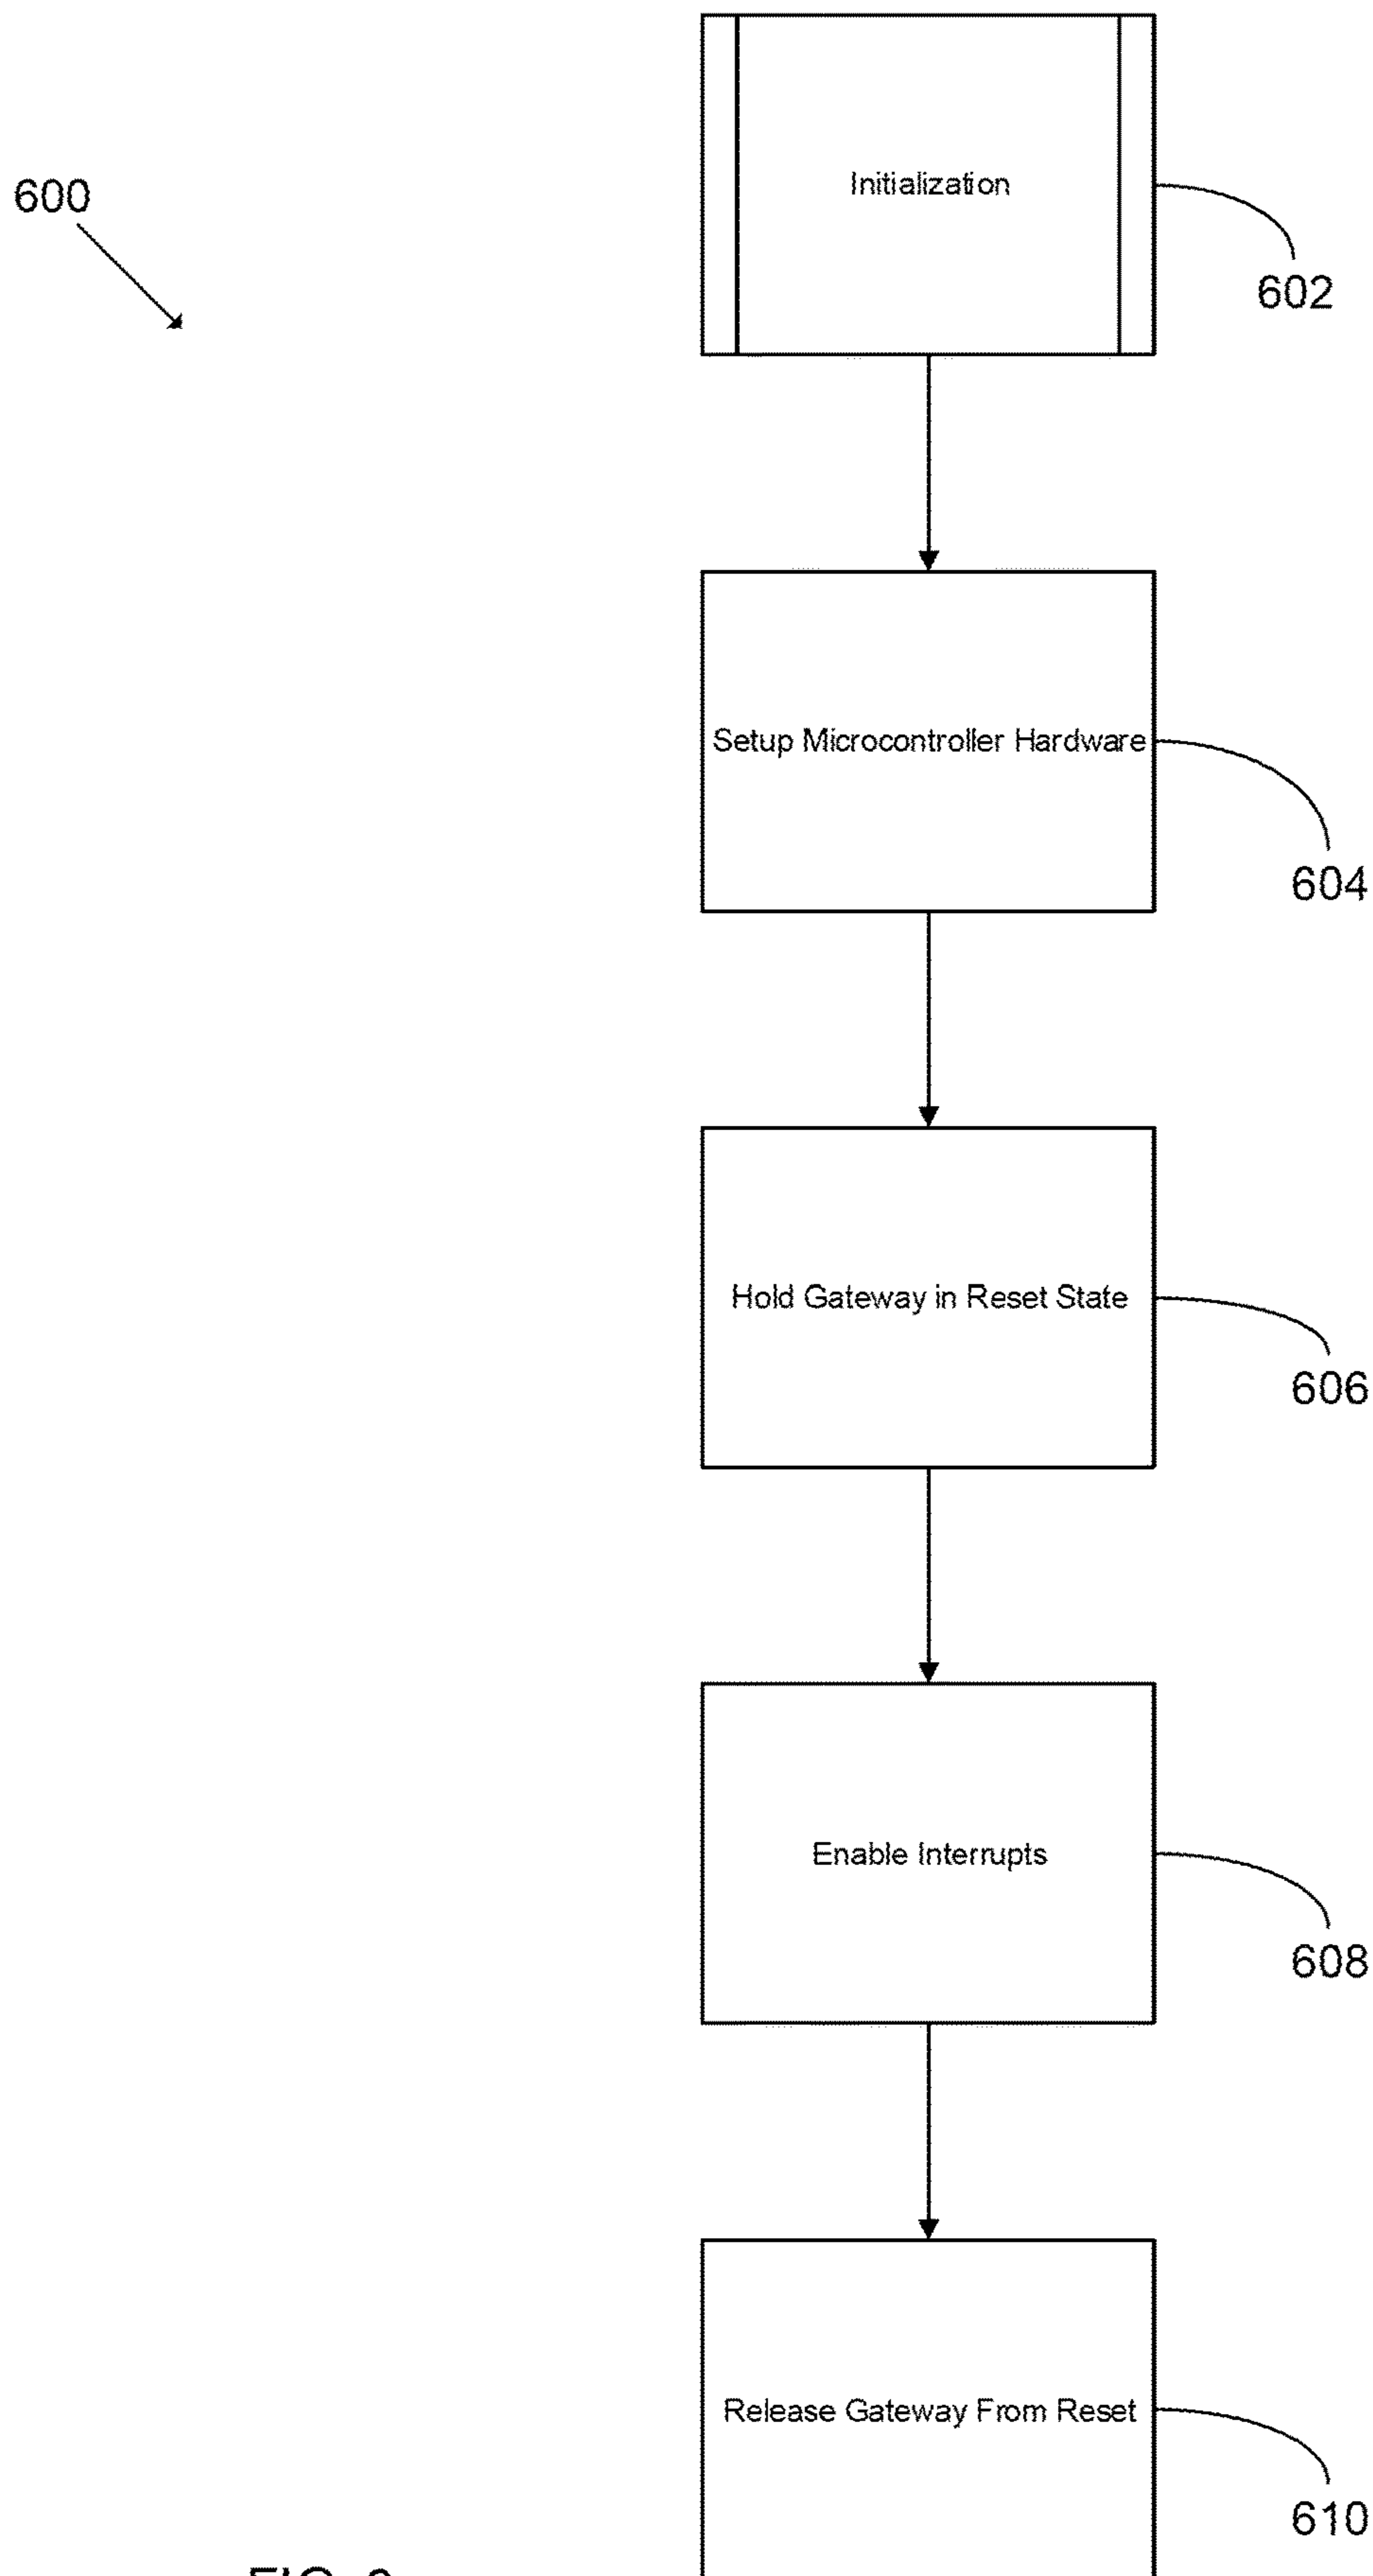 600
Initialization
602
Setup Microcontroller Hardware
604
Hold Gateway in Reset State
606
Enable Interrupts
608
Release Gateway From Reset
610